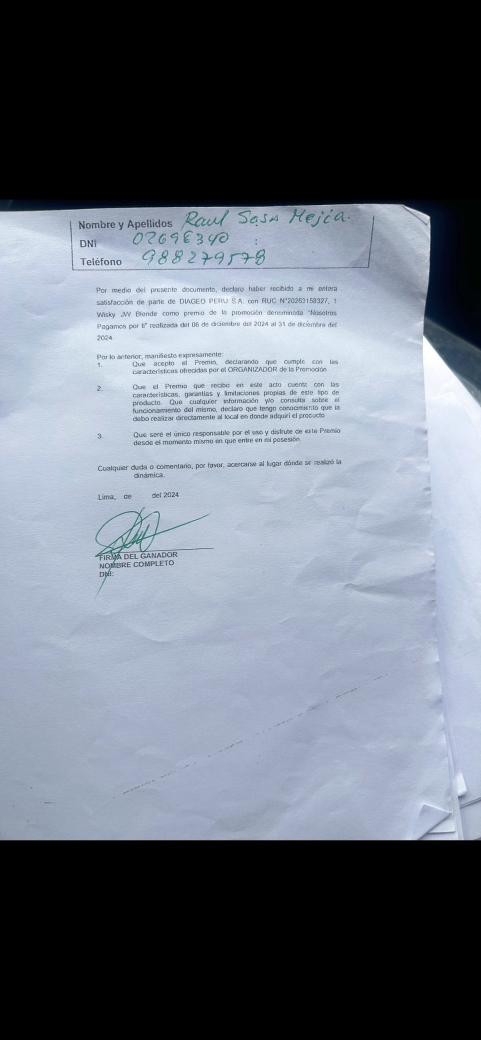 Nombre y Apellidos Raul Sosa Mejia.
DNI 02698340 :
Teléfono 988279578
Por medio del presente documento, declaro haber recibido a mi entera
satisfacción de parte de DIAGEO PERU S.A. con RUC N°20263158327, 1
Wisky JW Blonde como premio de la promoción denominada "Nosotros
Pagamos por ti" realizada del 06 de diciembre del 2024 al 31 de diciembre del
2024.
Por lo anterior, manifiesto expresamente:
1. Que acepto el Premio, declarando que cumple con las
características ofrecidas por el ORGANIZADOR de la Promoción
2. Que el Premio que recibo en este acto cuenta con las
características, garantías y limitaciones propias de este tipo de
producto. Que cualquier información y/o consulta sobre el
funcionamiento del mismo, declaro que tengo conocimiento que la
debo realizar directamente al local en donde adquirí el producto
3. Que seré el único responsable por el uso y disfrute de este Premio
desde el momento mismo en que entre en mi posesión.
Cualquier duda o comentario, por favor, acercarse al lugar dónde se realizó la
dinámica.
Lima, de del 2024
FIRMA DEL GANADOR
NOMBRE COMPLETO
DNI: